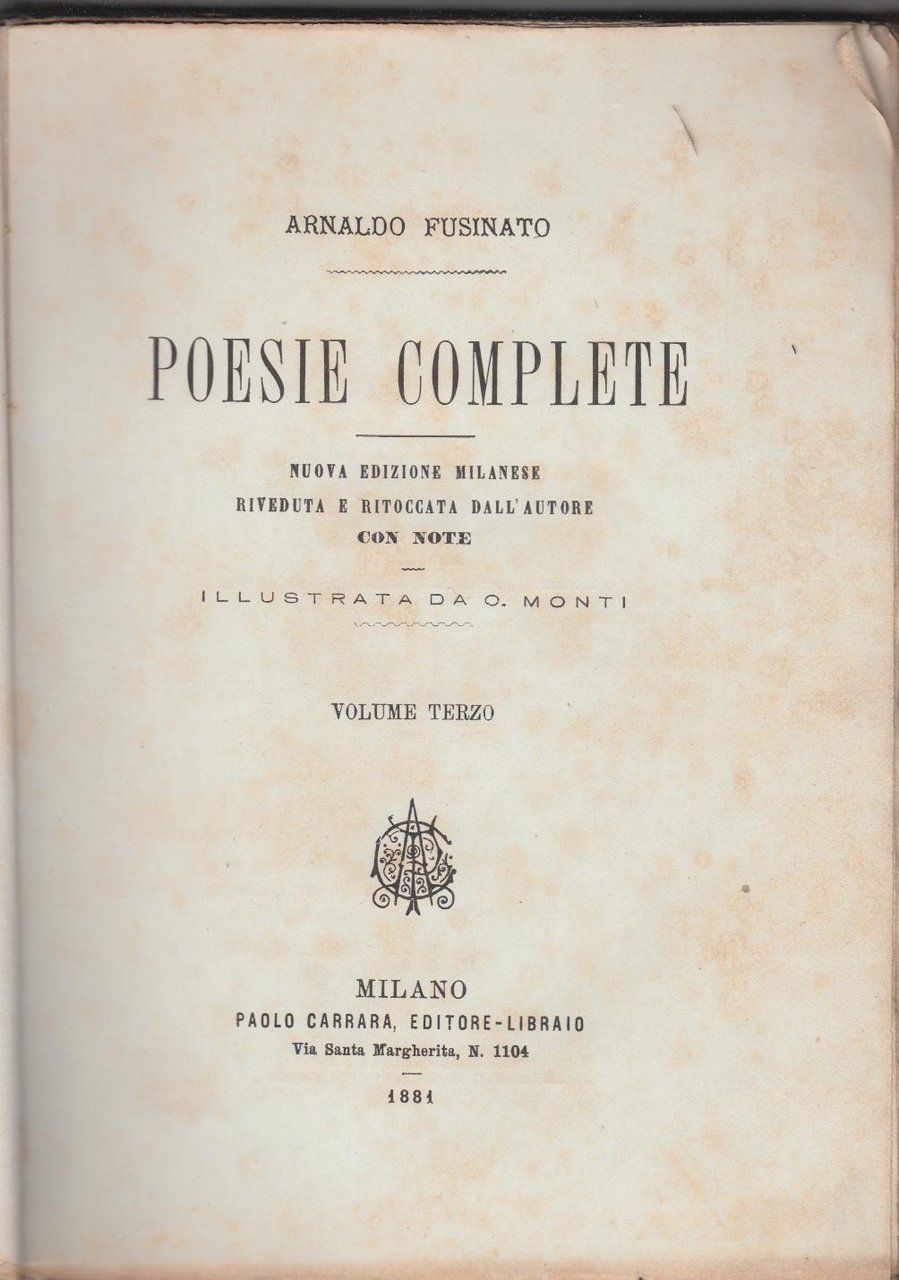 ARNALDO FUSINATO
POESIE COMPLETE
NUOVA EDIZIONE MILANESE
RIVEDUTA E RITOCCATA DALL'AUTORE
CON NOTE
ILLUSTRATA DA O. MONTI
VOLUME TERZO
MILANO
PAOLO CARRARA, EDITORE-LIBRAIO
Via Santa Margherita, N. 1104
1881